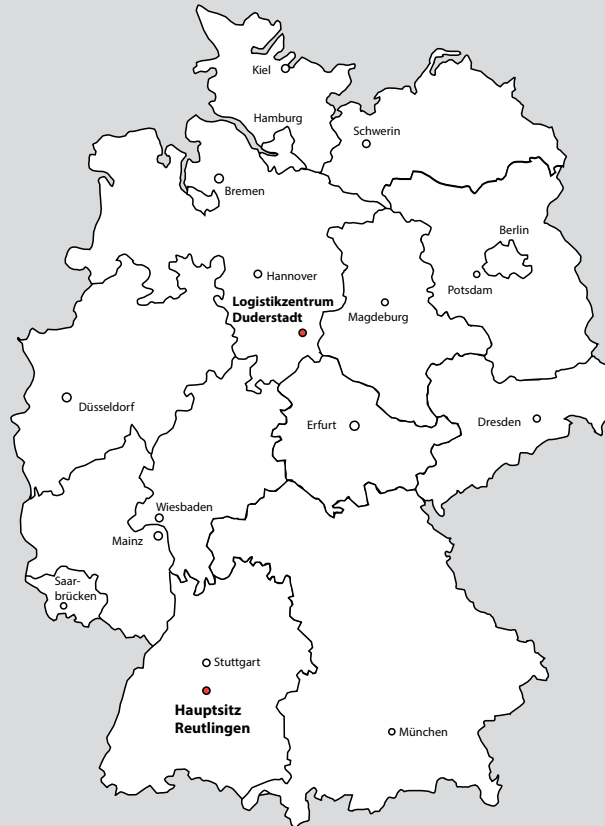 Kiel
Hamburg
Schwerin
Bremen
Berlin
Hannover
Potsdam
Logistikzentrum
Duderstadt
Magdeburg
Düsseldorf
Erfurt
Dresden
Wiesbaden
Mainz
Saar-
brücken
Stuttgart
Hauptsitz
Reutlingen
München